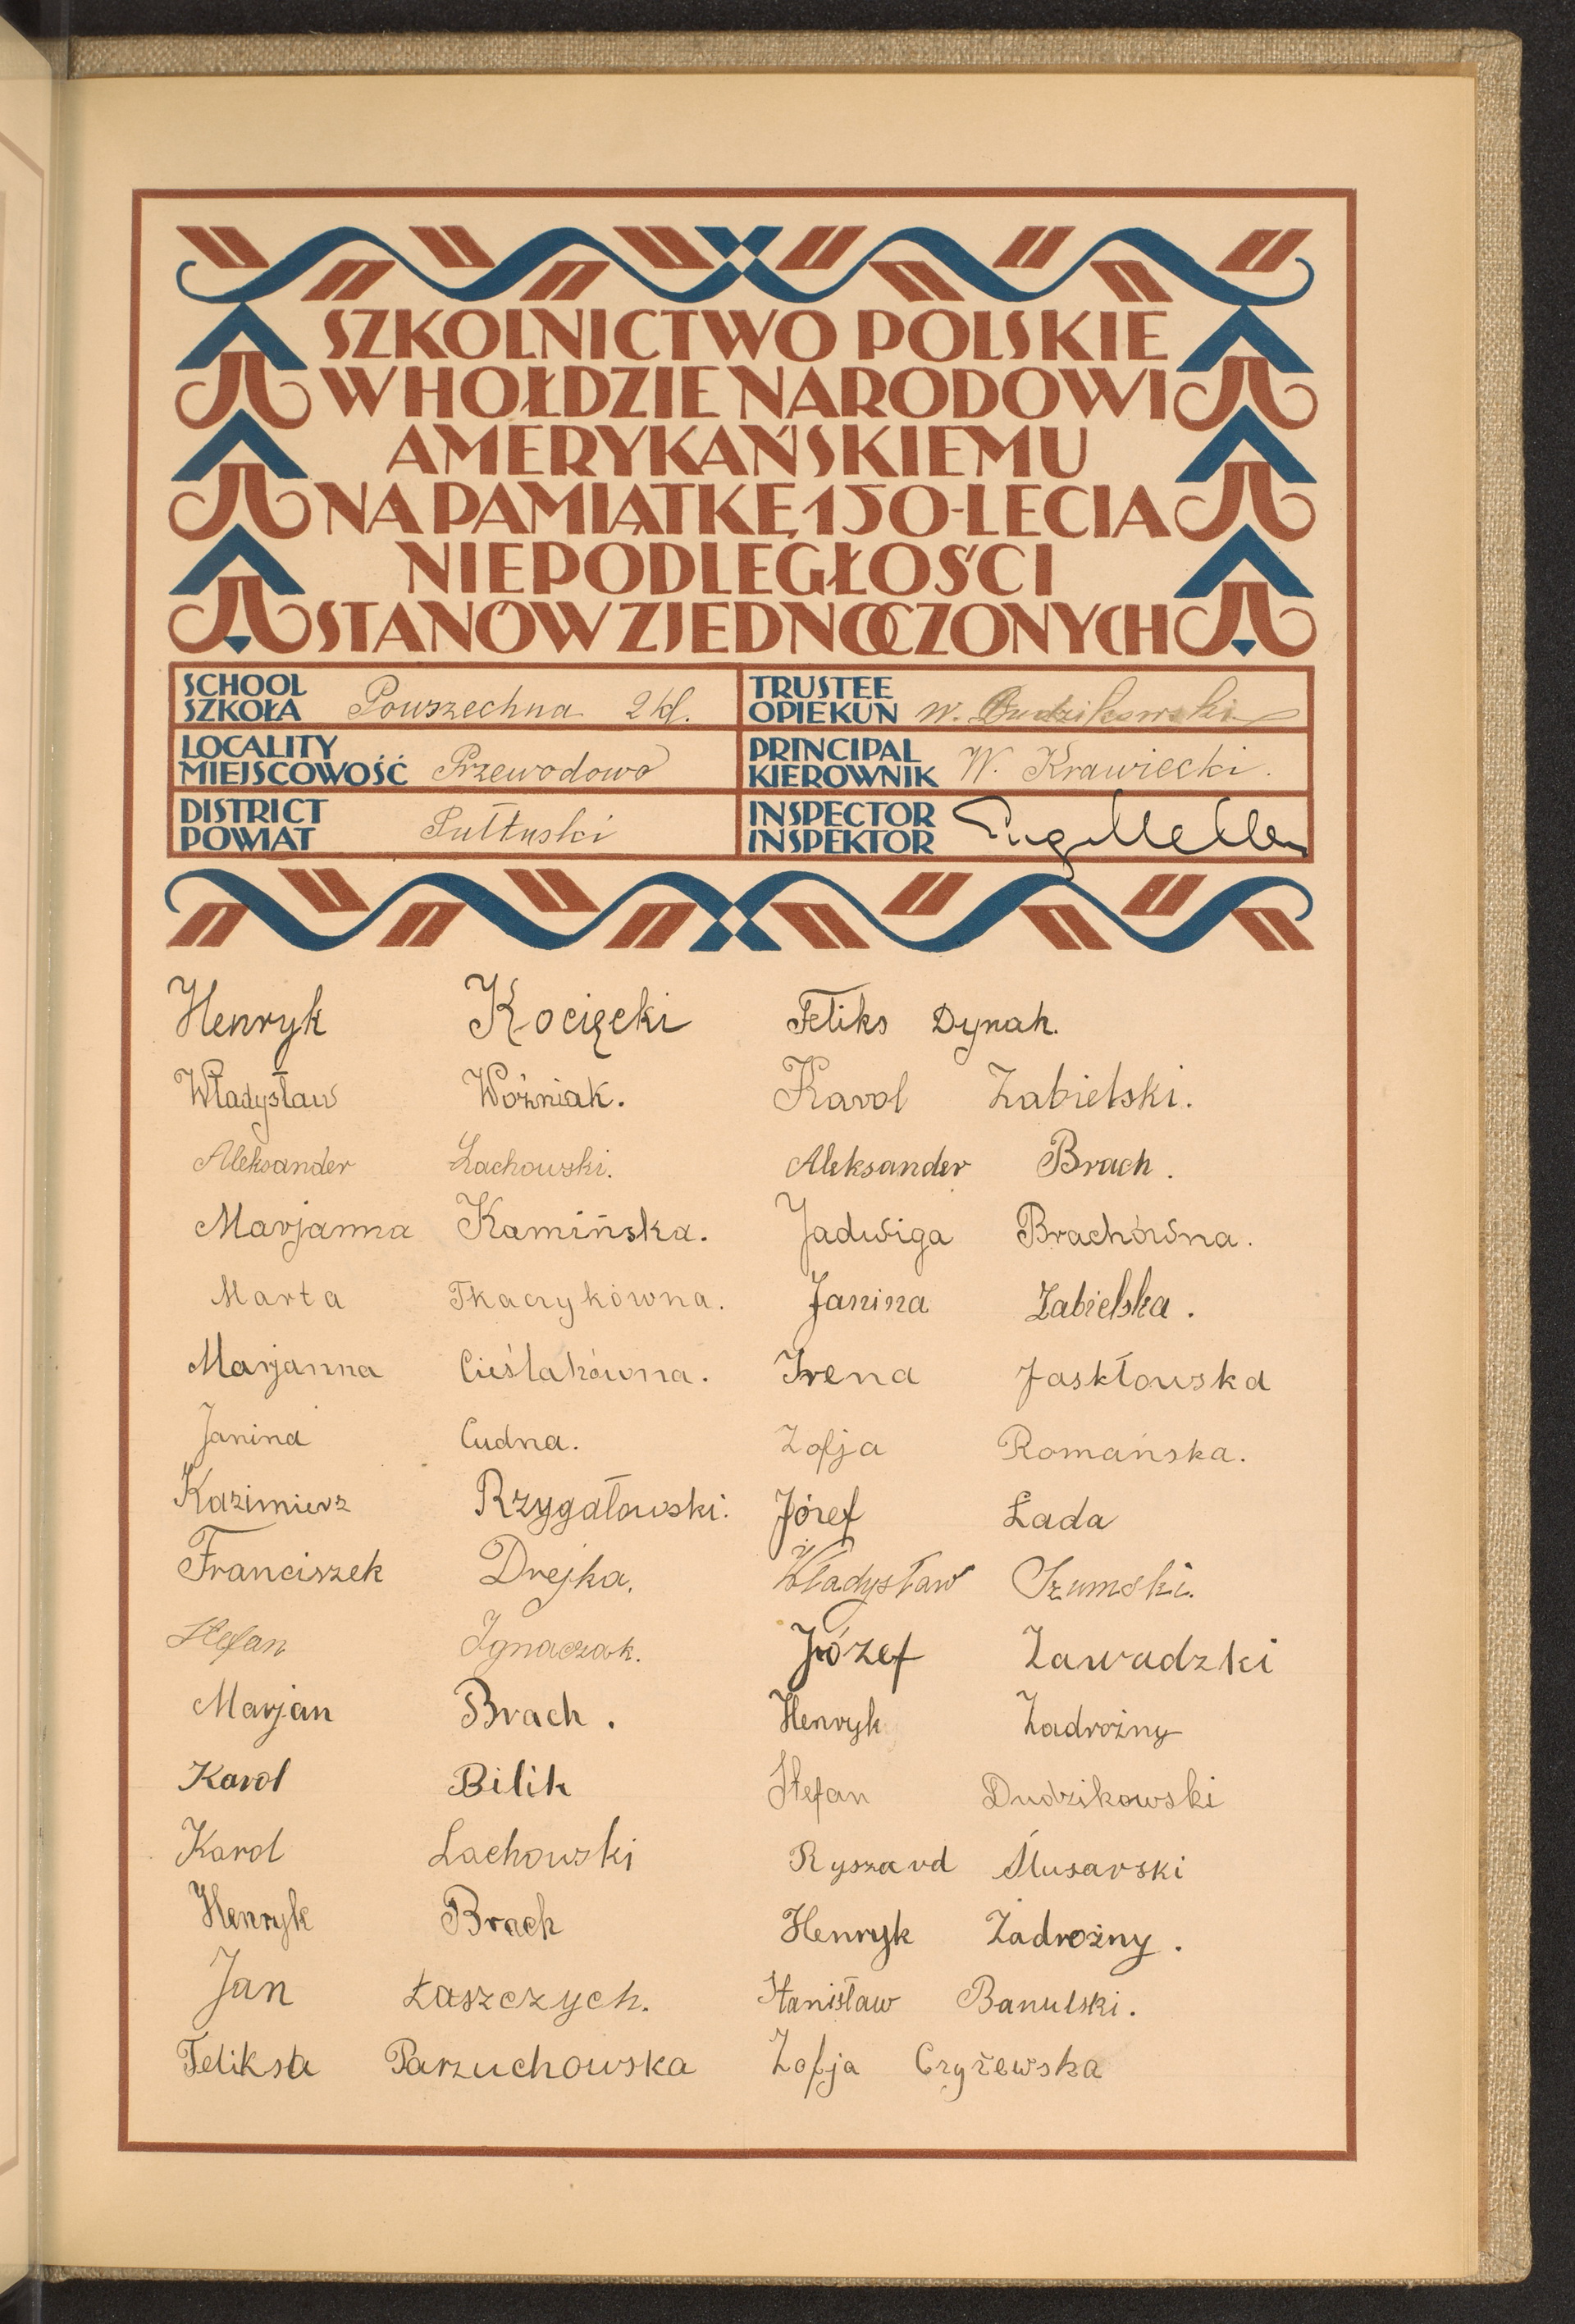 SZKOLNICTWO POLSKIE
W HOŁDZIE NARODOWI
AMERYKAŃSKIEMU
NA PAMIĄTKĘ 150-LECIA
NIEPODLEGŁOŚCI
STANÓW ZJEDNOCZONYCH
SCHOOL
SZKOŁA Powszechna 2 kl.
TRUSTEE
OPIEKUN W. Dudzikowski
LOCALITY
MIEJSCOWOŚĆ Przewodowo
PRINCIPAL
KIEROWNIK W. Krawiecki.
DISTRICT
POWIAT Pułtuski
INSPECTOR
INSPEKTOR
Henryk Kocięcki
Władysław Woźniak.
Aleksander Lachowski.
Marjanna Kamińska.
Marta Tkaczykówna.
Marjanna Cieślakówna.
Janina Cudna.
Kazimierz Rzygałowski.
Franciszek Drejka.
Stefan Ignaczak.
Marjan Brach.
Karol Bilik
Karol Lachowski
Henryk Brach
Jan Łaszczych.
Feliksa Parzuchowska
Feliks Dynak.
Karol Zabielski.
Aleksander Brach.
Jadwiga Brachówna.
Janina Zabielska.
Irena Jaskłowska
Zofja Romańska.
Józef Łada
Władysław Szumski.
Józef Zawadzki
Henryk Zadrożny
Stefan Dudzikowski
Ryszard Ślusarski
Henryk Zadrożny.
Stanisław Banulski.
Zofja Czyżewska